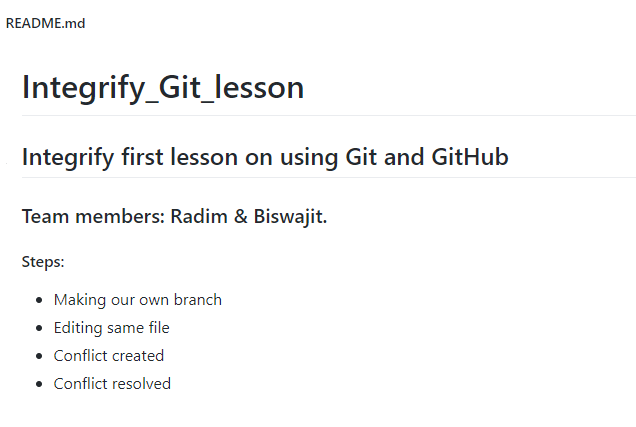 README.md
Integrify_Git_lesson
Integrify first lesson on using Git and GitHub
Team members: Radim & Biswajit.
Steps:
Making our own branch
Editing same file
Conflict created
Conflict resolved